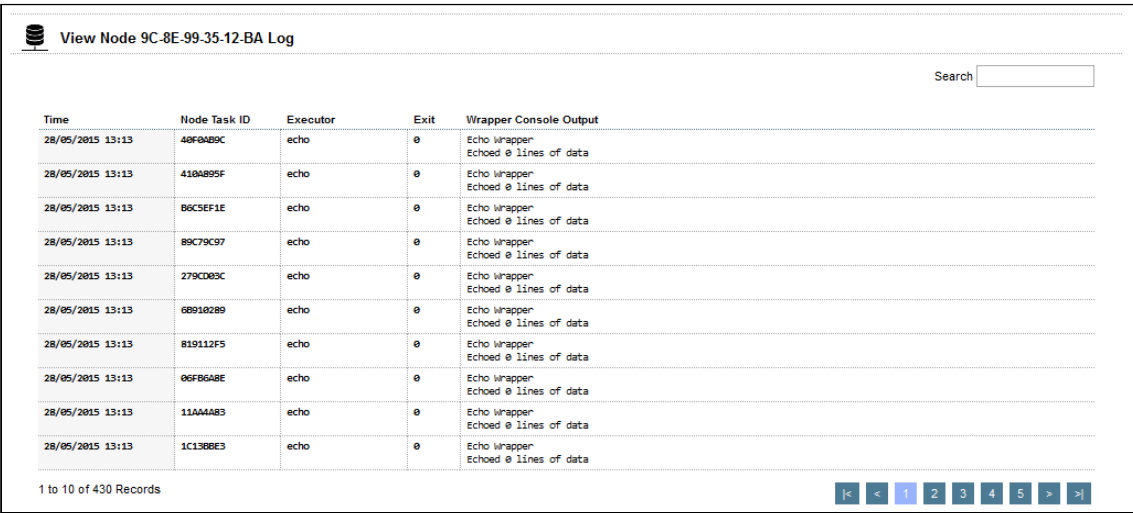 View Node 9C-8E-99-35-12-BA Log
Search
Time Node Task ID Executor Exit Wrapper Console Output
28/05/2015 13:13 40F0AB9C echo 0 Echo Wrapper
Echoed 0 lines of data
28/05/2015 13:13 410A895F echo 0 Echo Wrapper
Echoed 0 lines of data
28/05/2015 13:13 B6C5EF1E echo 0 Echo Wrapper
Echoed 0 lines of data
28/05/2015 13:13 89C79C97 echo 0 Echo Wrapper
Echoed 0 lines of data
28/05/2015 13:13 279CD03C echo 0 Echo Wrapper
Echoed 0 lines of data
28/05/2015 13:13 6B910289 echo 0 Echo Wrapper
Echoed 0 lines of data
28/05/2015 13:13 819112F5 echo 0 Echo Wrapper
Echoed 0 lines of data
28/05/2015 13:13 06FB6A8E echo 0 Echo Wrapper
Echoed 0 lines of data
28/05/2015 13:13 11AA4A83 echo 0 Echo Wrapper
Echoed 0 lines of data
28/05/2015 13:13 1C13BBE3 echo 0 Echo Wrapper
Echoed 0 lines of data
1 to 10 of 430 Records |< < 1 2 3 4 5 > >|